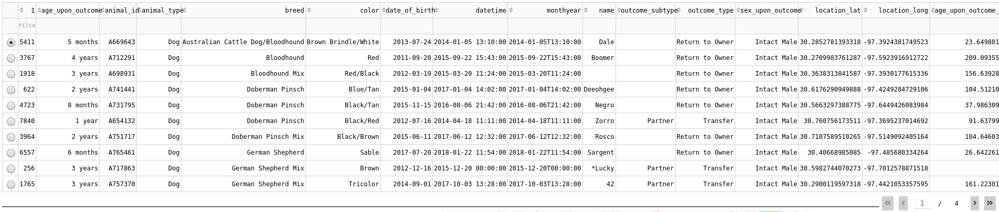 1 age_upon_outcome animal_id animal_type breed color date_of_birth datetime monthyear name outcome_subtype outcome_type sex_upon_outcome location_lat location_long age_upon_outcome_
filte
5411 5 months A669643 Dog Australian Cattle Dog/Bloodhound Brown Brindle/White 2013-07-24 2014-01-05 13:10:00 2014-01-05T13:10:00 Dale Return to Owner Intact Male 30.2852781393318 -97.3924381749523 23.649801
3767 4 years A712291 Dog Bloodhound Red 2011-09-20 2015-09-22 15:43:00 2015-09-22T15:43:00 Boomer Return to Owner Intact Male 30.2709983761287 -97.5923916912722 209.09355
1918 3 years A698931 Dog Bloodhound Mix Red/Black 2012-03-19 2015-03-20 11:24:00 2015-03-20T11:24:00 Return to Owner Intact Male 30.3638313841587 -97.3930177615336 156.63928
622 2 years A741441 Dog Doberman Pinsch Blue/Tan 2015-01-04 2017-01-04 14:02:00 2017-01-04T14:02:00 Deeohgee Return to Owner Intact Male 30.6176290949888 -97.4249284729106 104.51210
4723 8 months A731795 Dog Doberman Pinsch Black/Tan 2015-11-15 2016-08-06 21:42:00 2016-08-06T21:42:00 Negro Return to Owner Intact Male 30.5663297388775 -97.6449426083984 37.986309
7840 1 year A654132 Dog Doberman Pinsch Black/Red 2012-07-16 2014-04-18 11:11:00 2014-04-18T11:11:00 Zorro Partner Transfer Intact Male 30.760756173511 -97.3695237014692 91.63799
3964 2 years A751717 Dog Doberman Pinsch Mix Black/Brown 2015-06-11 2017-06-12 12:32:00 2017-06-12T12:32:00 Rosco Return to Owner Intact Male 30.7107589510265 -97.5149092405164 104.64603
6557 6 months A765461 Dog German Shepherd Sable 2017-07-20 2018-01-22 11:54:00 2018-01-22T11:54:00 Sargent Return to Owner Intact Male 30.40668985085 -97.485680334264 26.642261
256 3 years A717863 Dog German Shepherd Mix Brown 2012-12-16 2015-12-20 00:00:00 2015-12-20T00:00:00 *Lucky Partner Transfer Intact Male 30.5982744070273 -97.7012578871518
1765 3 years A757370 Dog German Shepherd Mix Tricolor 2014-09-01 2017-10-03 13:28:00 2017-10-03T13:28:00 42 Partner Transfer Intact Male 30.2900119597318 -97.4421053357595 161.22301
1 / 4